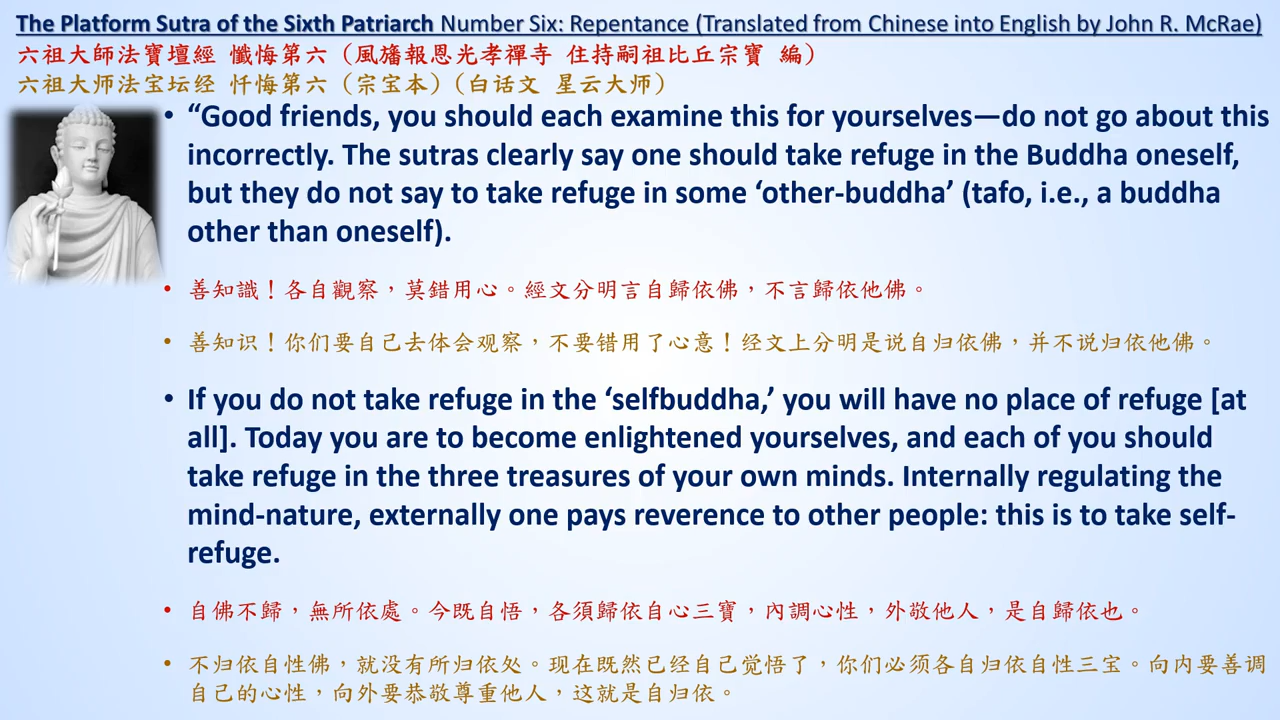 The Platform Sutra of the Sixth Patriarch Number Six: Repentance (Translated from Chinese into English by John R. McRae)
六祖大師法寶壇經 懺悔第六 (風旛報恩光孝禪寺 住持嗣祖比丘宗寶 編)
六祖大师法宝坛经 忏悔第六 (宗宝本) (白话文 星云大师)
• “Good friends, you should each examine this for yourselves—do not go about this
incorrectly. The sutras clearly say one should take refuge in the Buddha oneself,
but they do not say to take refuge in some ‘other-buddha’ (tafo, i.e., a buddha
other than oneself).
• 善知識！各自觀察，莫錯用心。經文分明言自歸依佛，不言歸依他佛。
• 善知识！你们要自己去体会观察，不要错用了心意！经文上分明是说自归依佛，并不说归依他佛。
• If you do not take refuge in the ‘selfbuddha,’ you will have no place of refuge [at
all]. Today you are to become enlightened yourselves, and each of you should
take refuge in the three treasures of your own minds. Internally regulating the
mind-nature, externally one pays reverence to other people: this is to take self-
refuge.
• 自佛不歸，無所依處。今既自悟，各須歸依自心三寶，內調心性，外敬他人，是自歸依也。
• 不归依自性佛，就没有所归依处。现在既然已经自己觉悟了，你们必须各自归依自性三宝。向内要善调
自己的心性，向外要恭敬尊重他人，这就是自归依。